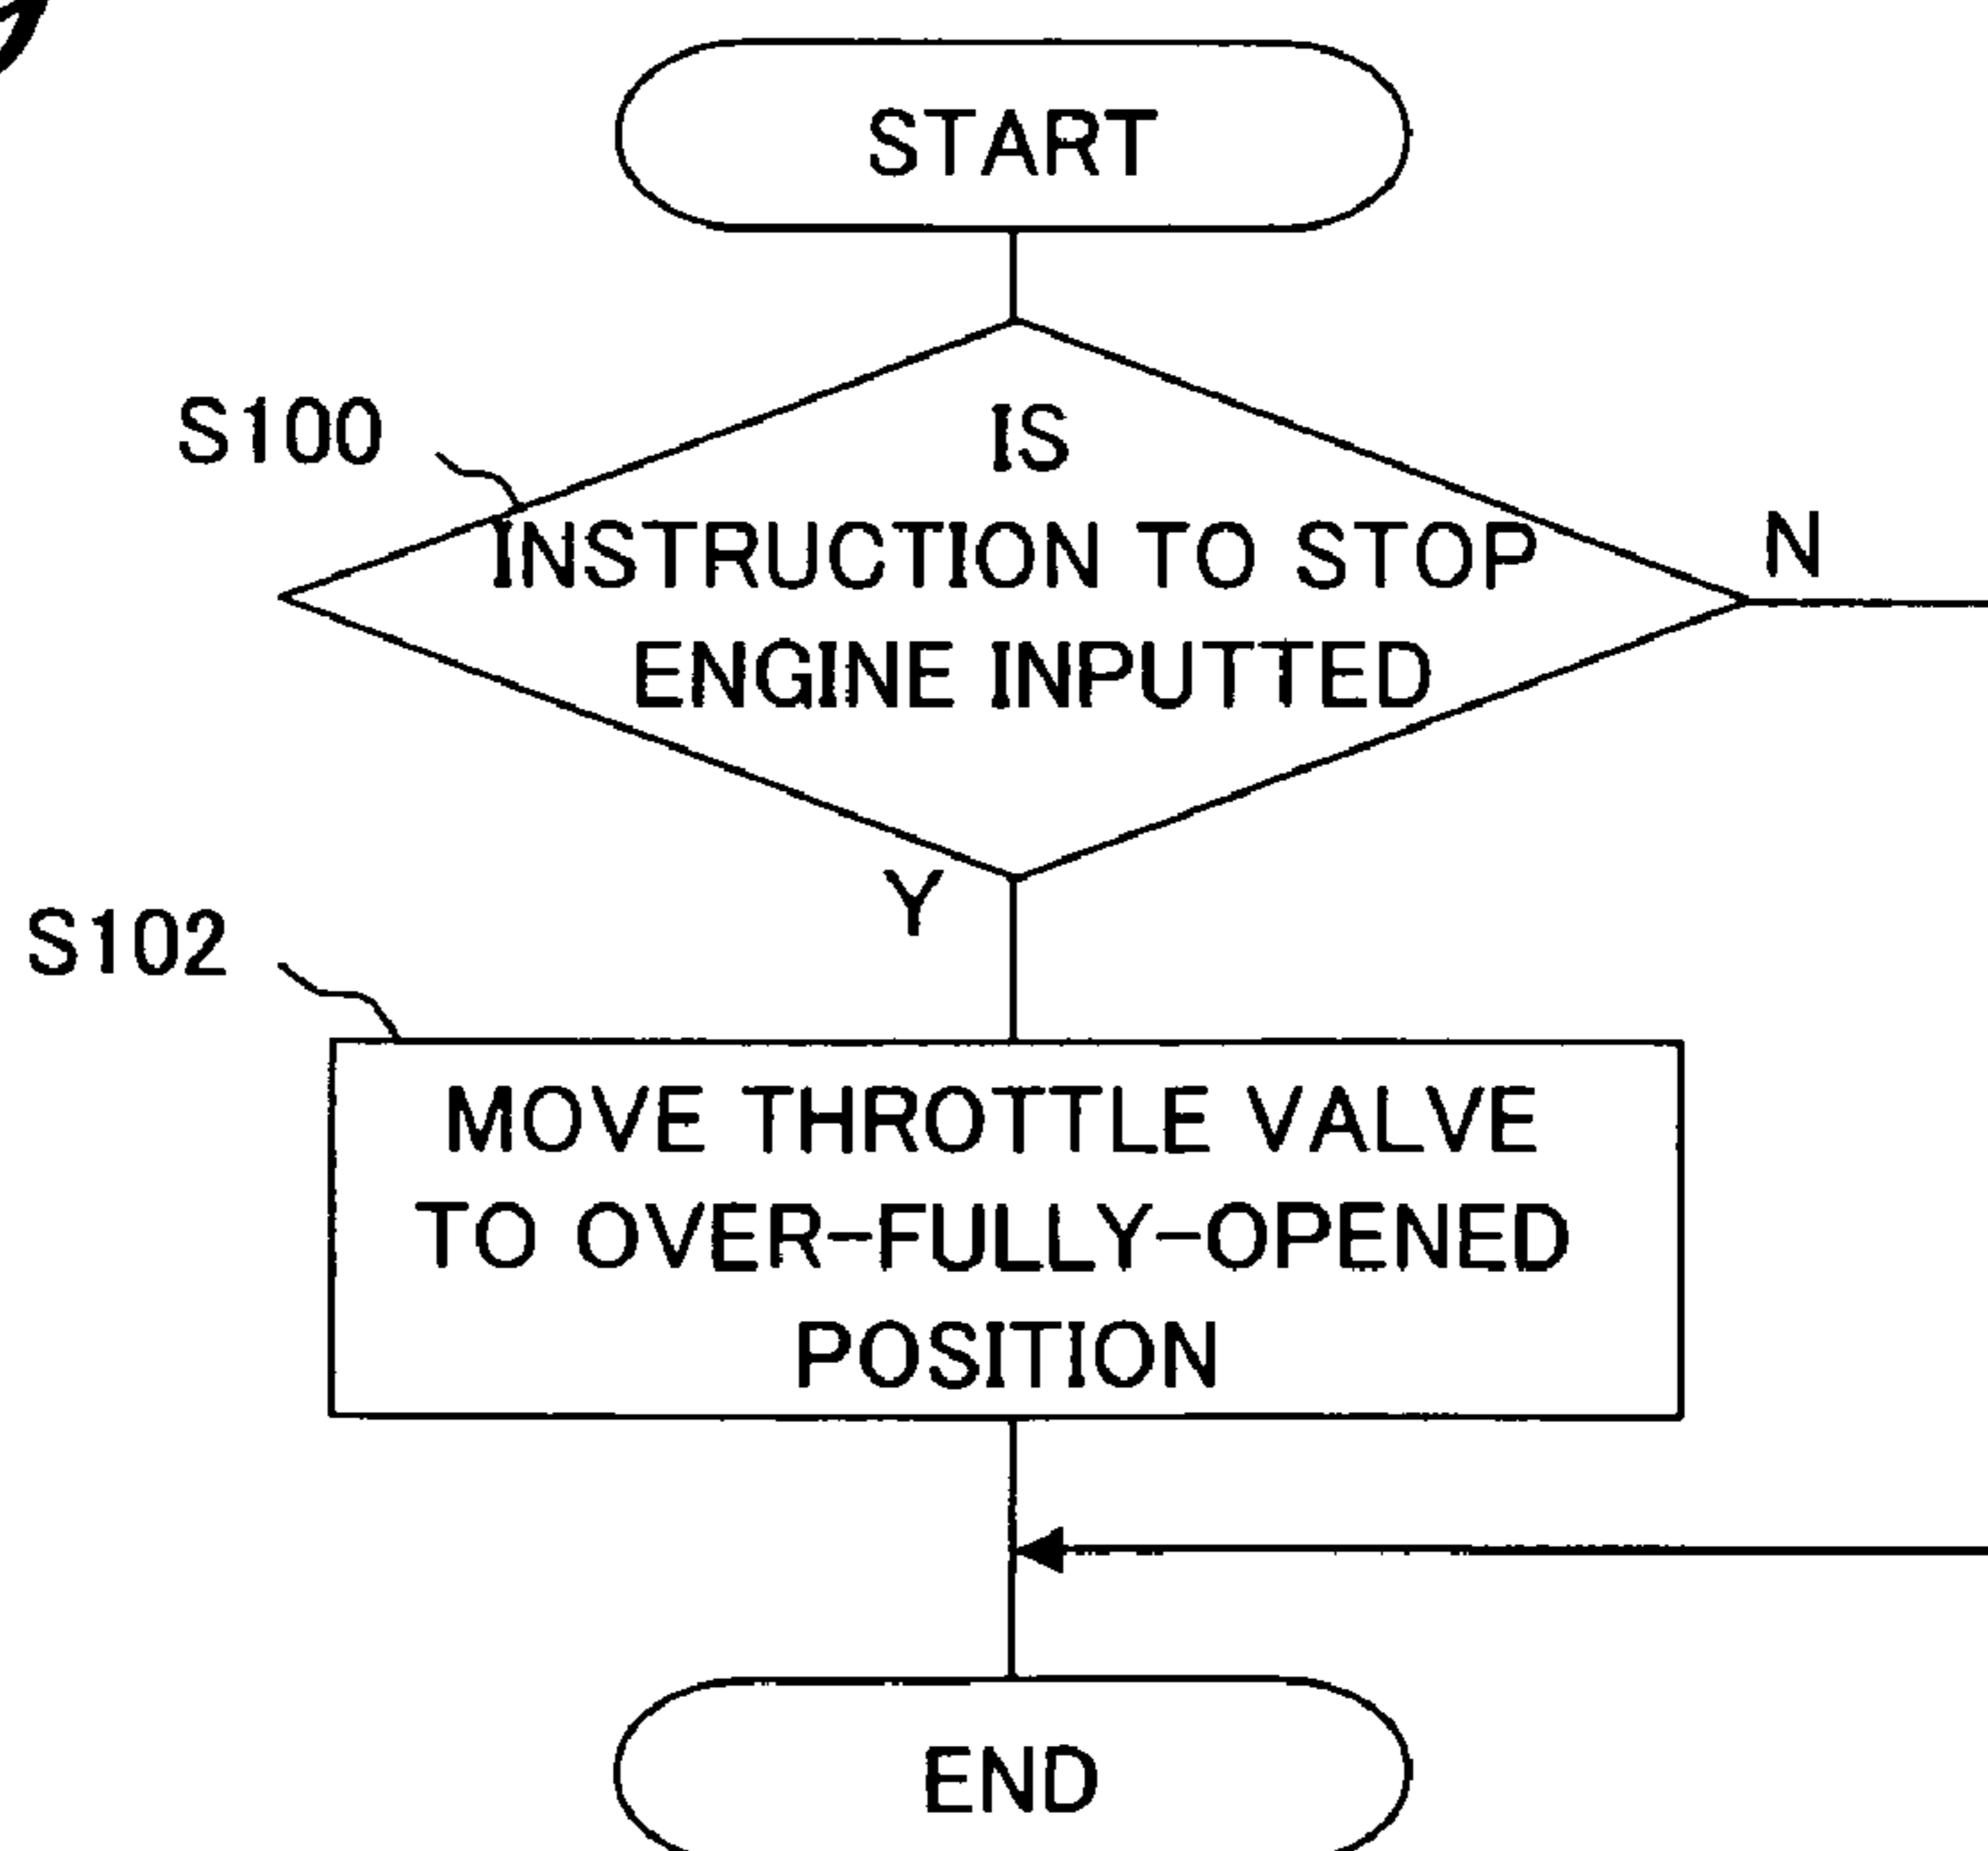 START
S100
IS
INSTRUCTION TO STOP
ENGINE INPUTTED
N
Y
S102
MOVE THROTTLE VALVE
TO OVER-FULLY-OPENED
POSITION
END